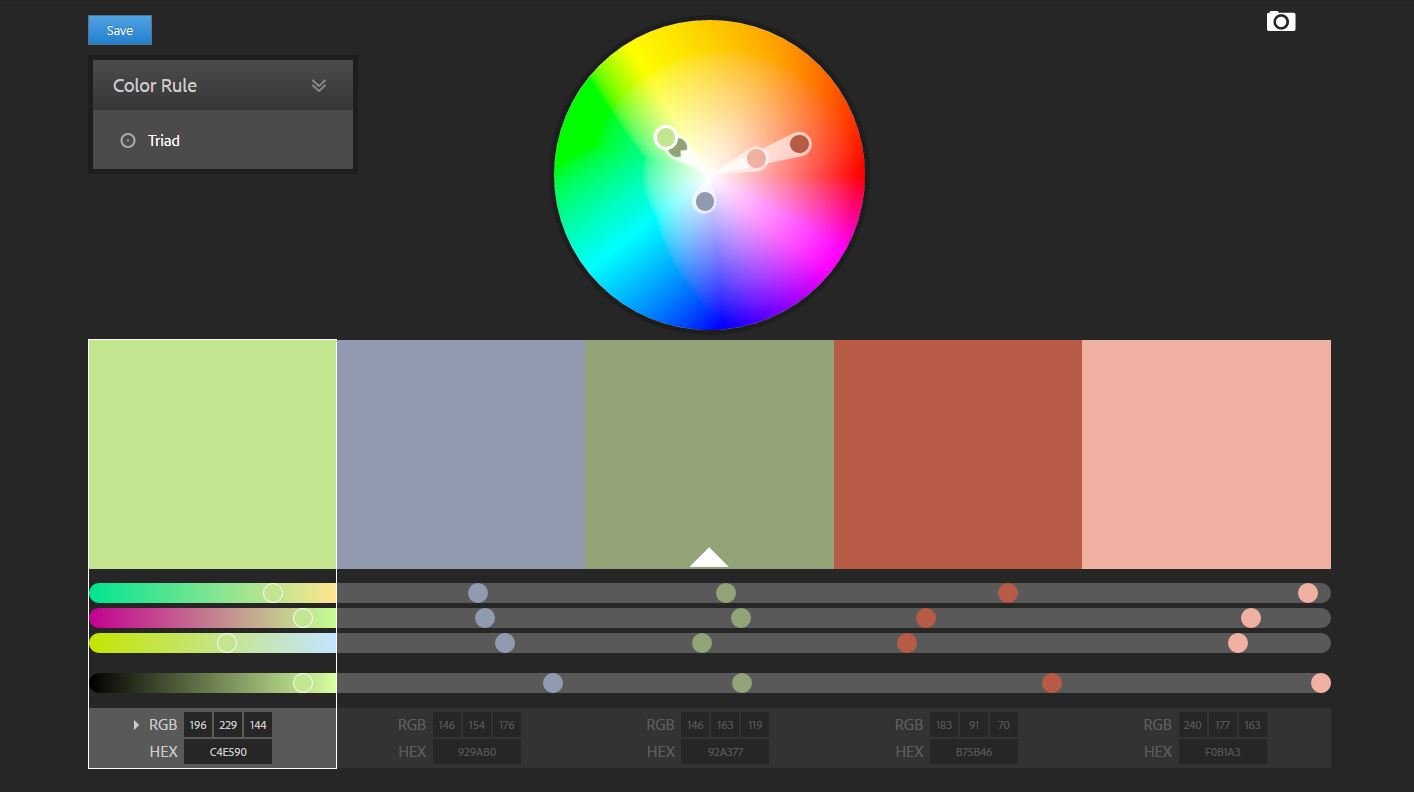 Save
Color Rule
Triad
RGB 196 229 144
HEX C4E590
RGB 146 154 176
HEX 929AB0
RGB 146 163 119
HEX 92A377
RGB 183 91 70
HEX B75B46
RGB 240 177 163
HEX F0B1A3